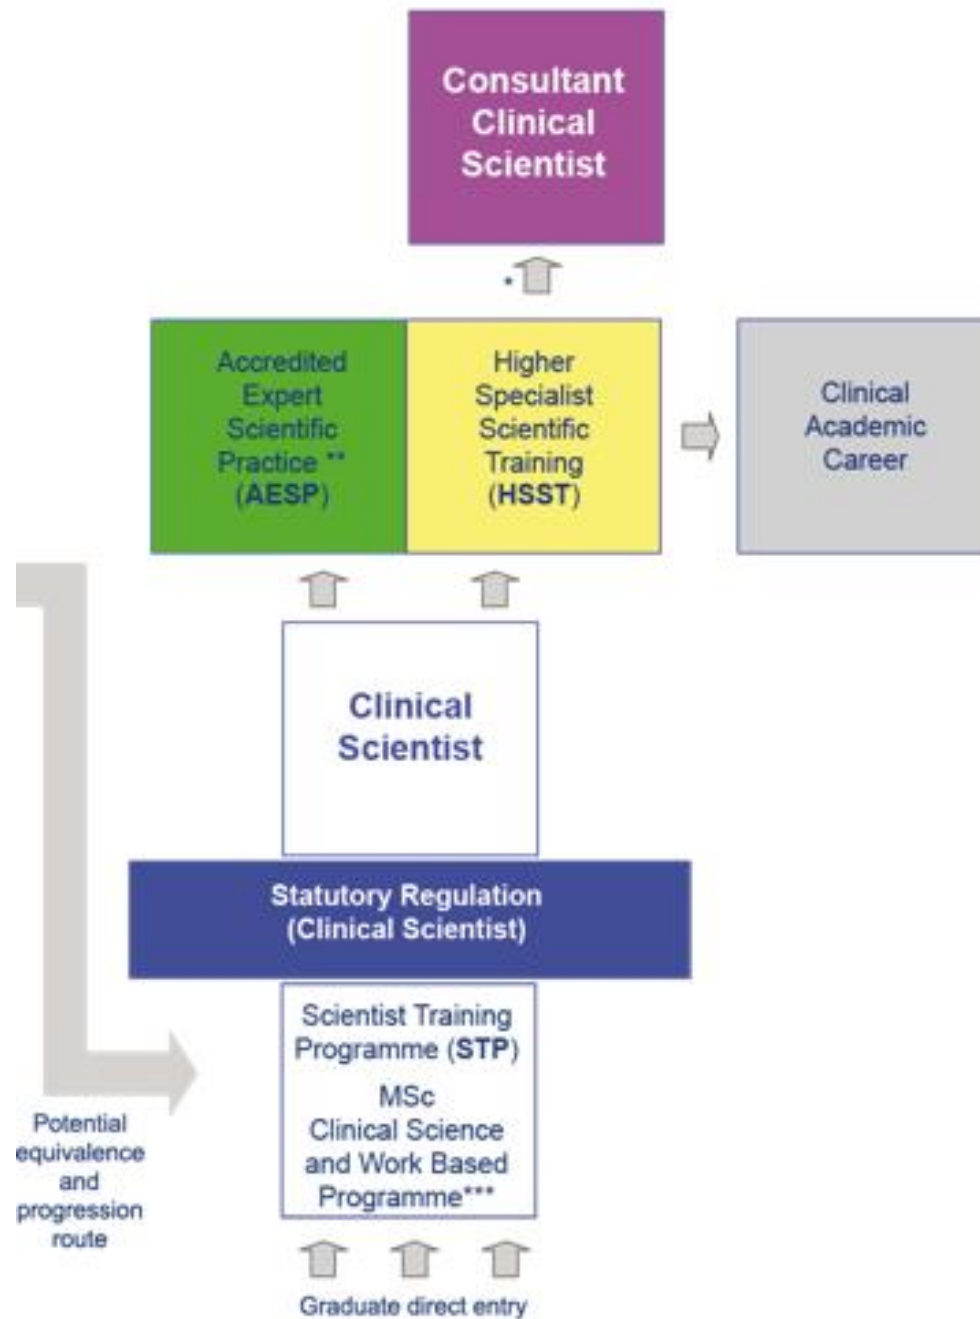 Consultant
Clinical
Scientist
*
Accredited
Expert
Scientific
Practice **
(AESP)
Higher
Specialist
Scientific
Training
(HSST)
Clinical
Academic
Career
Clinical
Scientist
Statutory Regulation
(Clinical Scientist)
Scientist Training
Programme (STP)
MSc
Clinical Science
and Work Based
Programme***
Potential
equivalence
and
progression
route
Graduate direct entry